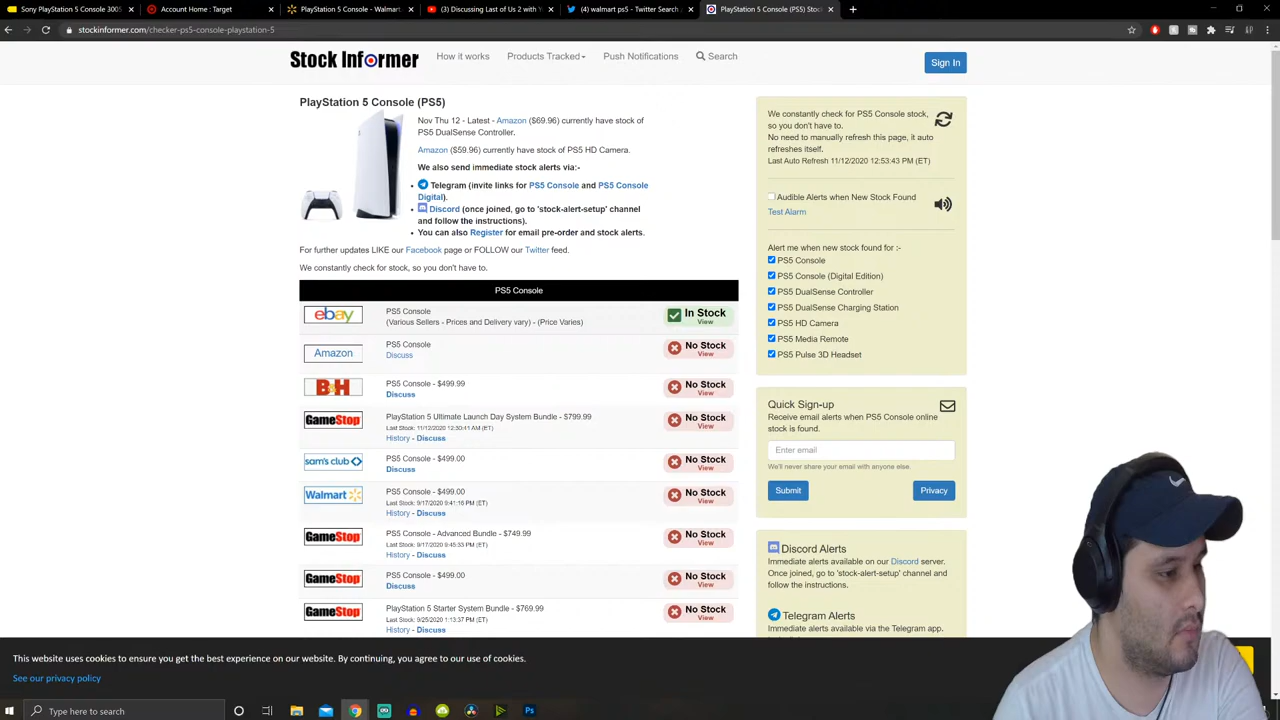 Sony PlayStation 5 Console 3005
Account Home : Target
PlayStation 5 Console - Walmart.
(3) Discussing Last of Us 2 with Y
(4) walmart ps5 - Twitter Search
PlayStation 5 Console (PS5) Stoc
stockinformer.com/checker-ps5-console-playstation-5
Stock Informer
How it works
Products Tracked
Push Notifications
Search
Sign In
PlayStation 5 Console (PS5)
Nov Thu 12 - Latest - Amazon ($69.96) currently have stock of
PS5 DualSense Controller.
Amazon ($59.96) currently have stock of PS5 HD Camera.
We also send immediate stock alerts via:-
Telegram (invite links for PS5 Console and PS5 Console
Digital).
Discord (once joined, go to 'stock-alert-setup' channel
and follow the instructions).
You can also Register for email pre-order and stock alerts.
For further updates LIKE our Facebook page or FOLLOW our Twitter feed.
We constantly check for stock, so you don't have to.
PS5 Console
ebay
PS5 Console
(Various Sellers - Prices and Delivery vary) - (Price Varies)
In Stock
View
Amazon
PS5 Console
Discuss
No Stock
View
B&H
PS5 Console - $499.99
Discuss
No Stock
View
GameStop
PlayStation 5 Ultimate Launch Day System Bundle - $799.99
Last Stock: 11/12/2020 12:30:41 AM (ET)
History - Discuss
No Stock
View
sam's club
PS5 Console - $499.00
Discuss
No Stock
View
Walmart
PS5 Console - $499.00
Last Stock: 9/17/2020 9:41:16 PM (ET)
History - Discuss
No Stock
View
GameStop
PS5 Console - Advanced Bundle - $749.99
Last Stock: 9/17/2020 9:45:33 PM (ET)
History - Discuss
No Stock
View
GameStop
PS5 Console - $499.00
Discuss
No Stock
View
GameStop
PlayStation 5 Starter System Bundle - $769.99
Last Stock: 9/25/2020 1:13:37 PM (ET)
History - Discuss
No Stock
View
We constantly check for PS5 Console stock,
so you don't have to.
No need to manually refresh this page, it auto
refreshes itself.
Last Auto Refresh 11/12/2020 12:53:43 PM (ET)
Audible Alerts when New Stock Found
Test Alarm
Alert me when new stock found for :-
PS5 Console
PS5 Console (Digital Edition)
PS5 DualSense Controller
PS5 DualSense Charging Station
PS5 HD Camera
PS5 Media Remote
PS5 Pulse 3D Headset
Quick Sign-up
Receive email alerts when PS5 Console online
stock is found.
Enter email
We'll never share your email with anyone else.
Submit
Privacy
Discord Alerts
Immediate alerts available on our Discord server.
Once joined, go to 'stock-alert-setup' channel and
follow the instructions.
Telegram Alerts
Immediate alerts available via the Telegram app.
This website uses cookies to ensure you get the best experience on our website. By continuing, you agree to our use of cookies.
See our privacy policy
Type here to search